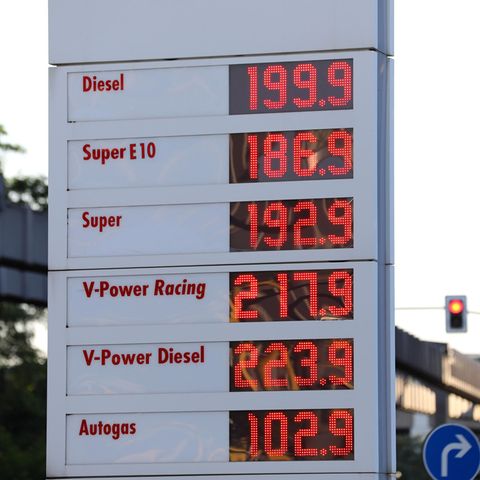 Diesel 199.9
Super E10 186.9
Super 192.9
V-Power Racing 217.9
V-Power Diesel 223.9
Autogas 102.9